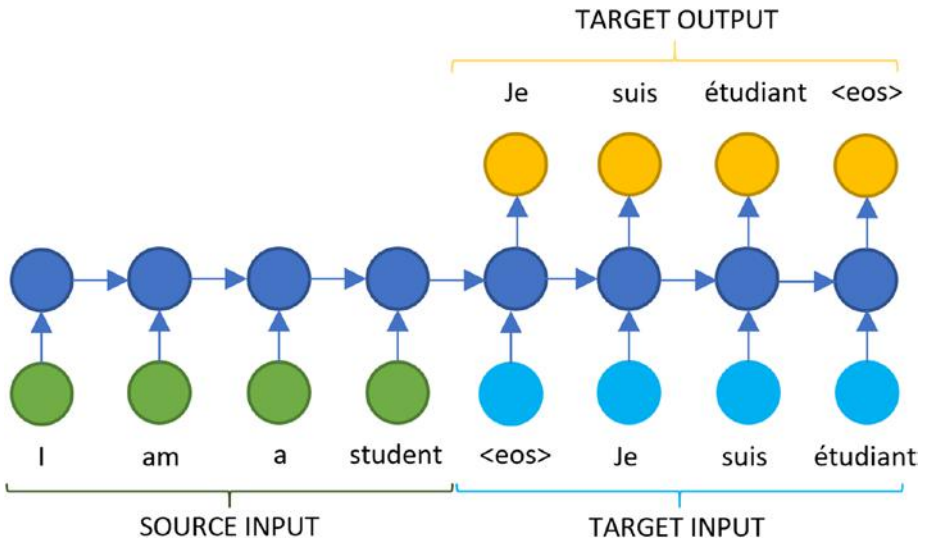 TARGET OUTPUT
Je suis étudiant <eos>
I am a student <eos> Je suis étudiant
SOURCE INPUT TARGET INPUT